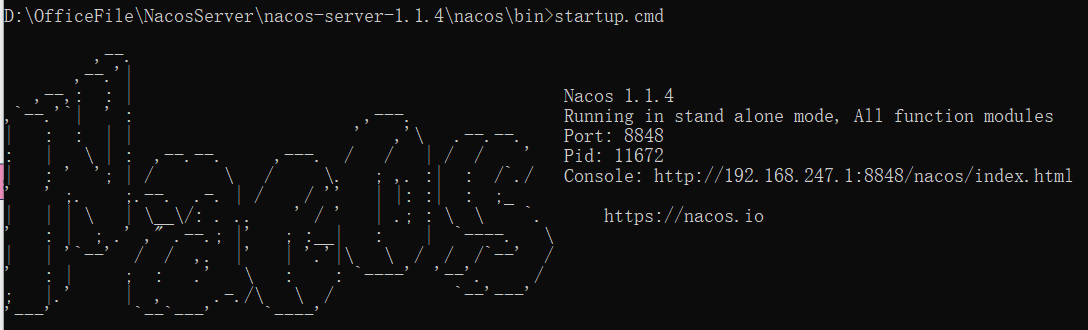 D:\OfficeFile\NacosServer\nacos-server-1.1.4\nacos\bin>startup.cmd
Nacos 1.1.4
Running in stand alone mode, All function modules
Port: 8848
Pid: 11672
Console: http://192.168.247.1:8848/nacos/index.html
https://nacos.io